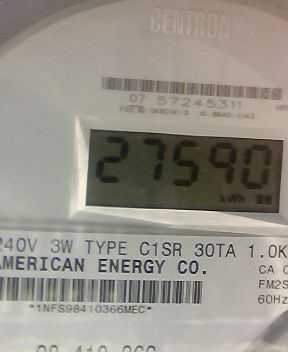 CENTRON
07 57245311
27590
kWh
240V 3W TYPE C1SR 30TA 1.0K
AMERICAN ENERGY CO.
CA
FM2S
60Hz
*1NFS98410366MEC*